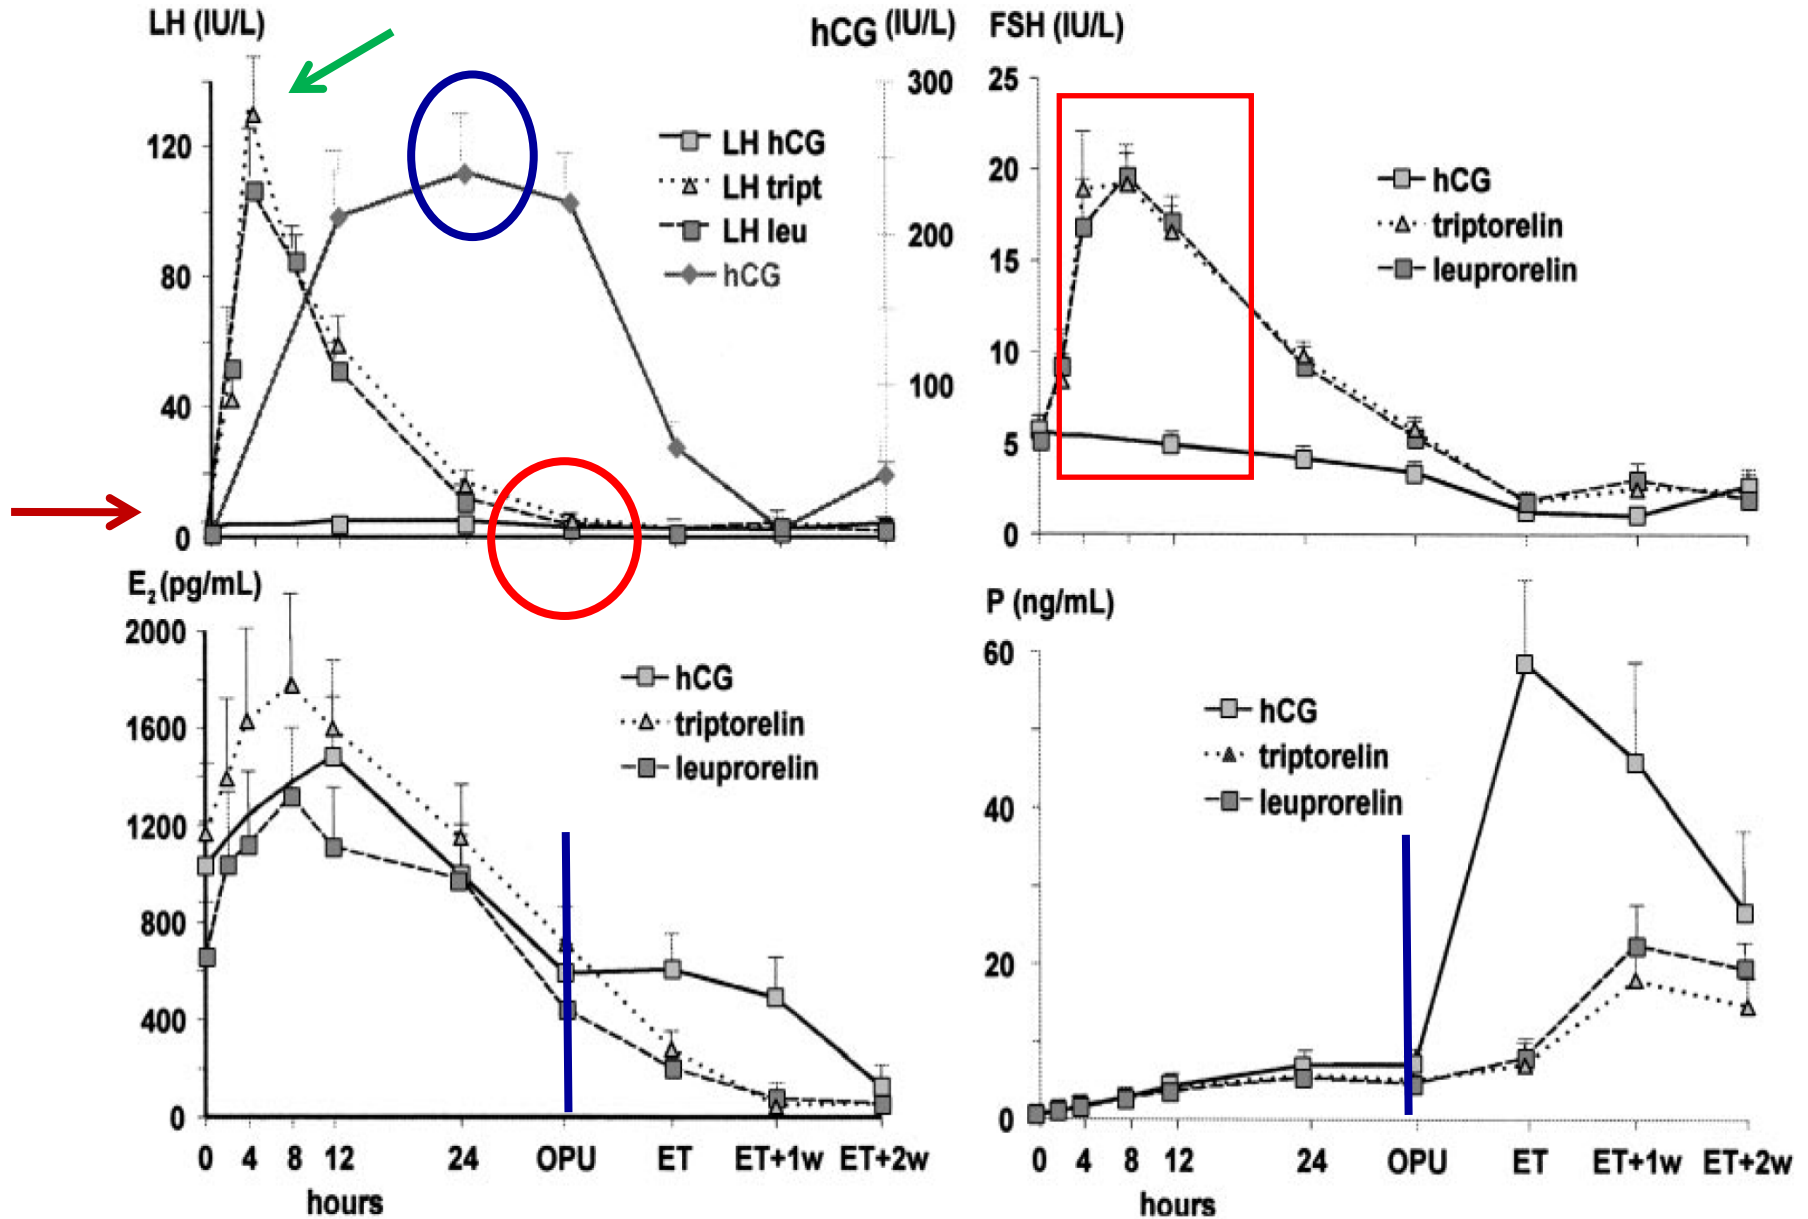 LH (IU/L)
hCG (IU/L)
120
80
40
0
300
200
100
LH hCG
LH tript
LH leu
hCG
FSH (IU/L)
25
20
15
10
5
0
hCG
triptorelin
leuprorelin
E2 (pg/mL)
2000
1600
1200
800
400
0
hCG
triptorelin
leuprorelin
0 4 8 12 24 OPU ET ET+1w ET+2w
hours
P (ng/mL)
60
40
20
0
hCG
triptorelin
leuprorelin
0 4 8 12 24 OPU ET ET+1w ET+2w
hours